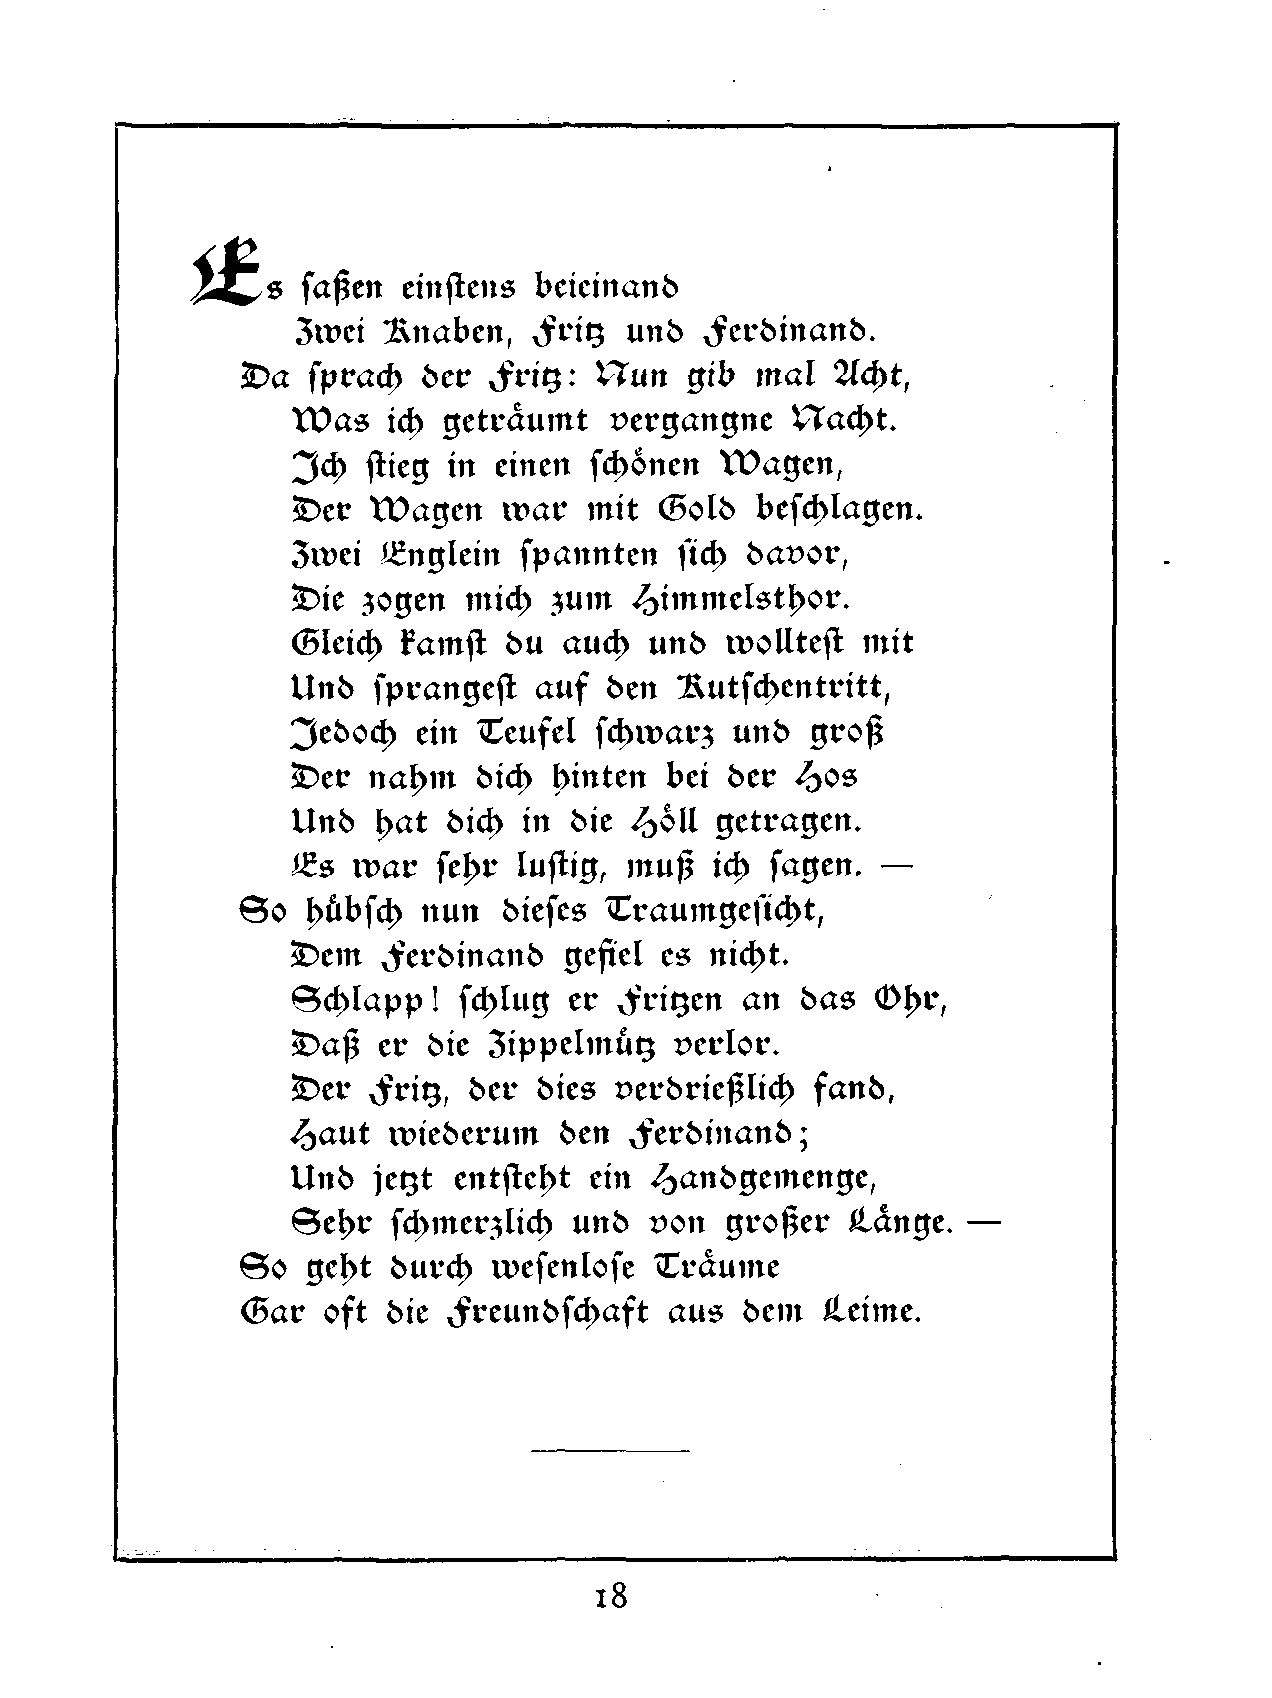 Es ſaßen einſtens beieinand
Zwei Knaben, Fritz und Ferdinand.
Da ſprach der Fritz: Nun gib mal Acht,
Was ich geträumt vergangne Nacht.
Ich ſtieg in einen ſchönen Wagen,
Der Wagen war mit Gold beſchlagen.
Zwei Englein ſpannten ſich davor,
Die zogen mich zum Himmelsthor.
Gleich kamſt du auch und wollteſt mit
Und ſprangeſt auf den Kutſchentritt,
Jedoch ein Teufel ſchwarz und groß
Der nahm dich hinten bei der Hos
Und hat dich in die Höll getragen.
Es war ſehr luſtig, muß ich ſagen. —
So hübſch nun dieſes Traumgeſicht,
Dem Ferdinand gefiel es nicht.
Schlapp! ſchlug er Fritzen an das Ohr,
Daß er die Zippelmütz verlor.
Der Fritz, der dies verdrießlich fand,
Haut wiederum den Ferdinand;
Und jetzt entſteht ein Handgemenge,
Sehr ſchmerzlich und von großer Länge. —
So geht durch weſenloſe Träume
Gar oft die Freundſchaft aus dem Leime.
18